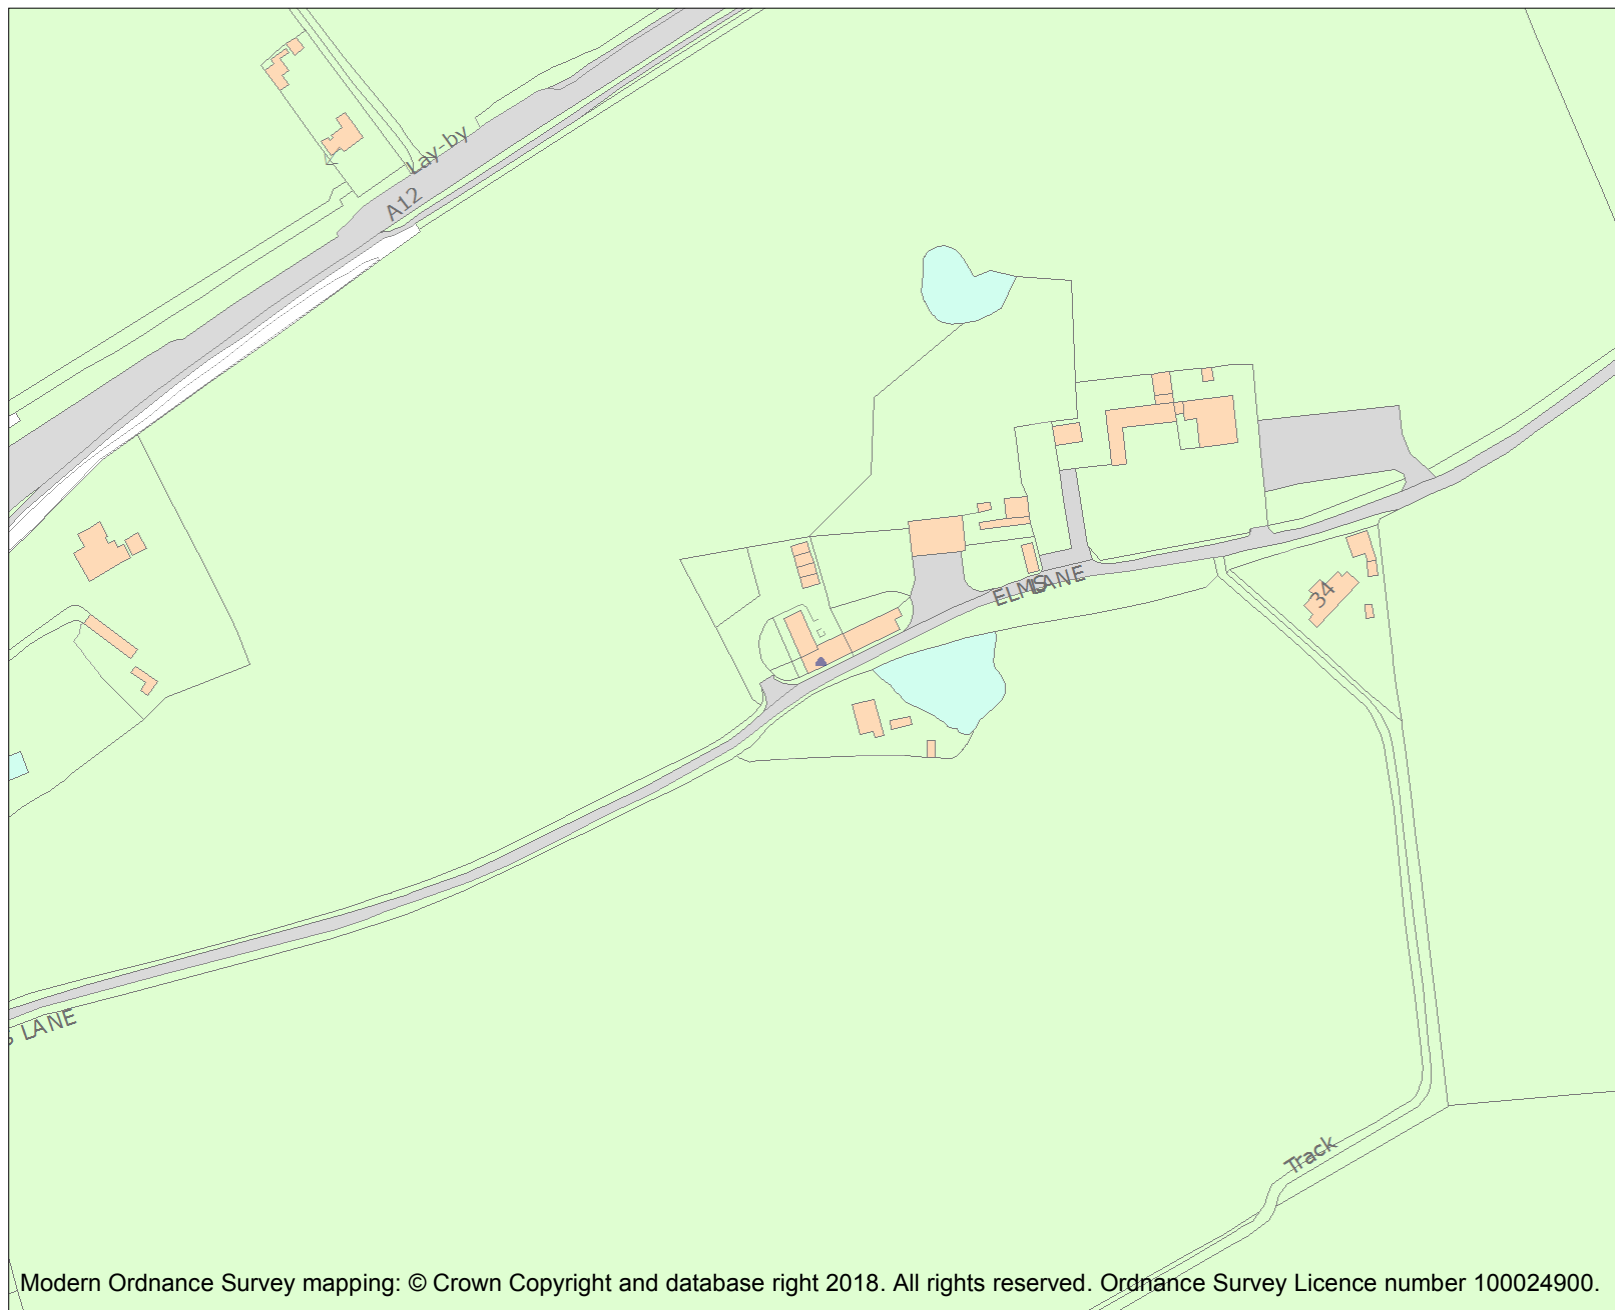 Lay-by
A12
ELMS LANE
34
S LANE
Track
Modern Ordnance Survey mapping: © Crown Copyright and database right 2018. All rights reserved. Ordnance Survey Licence number 100024900.